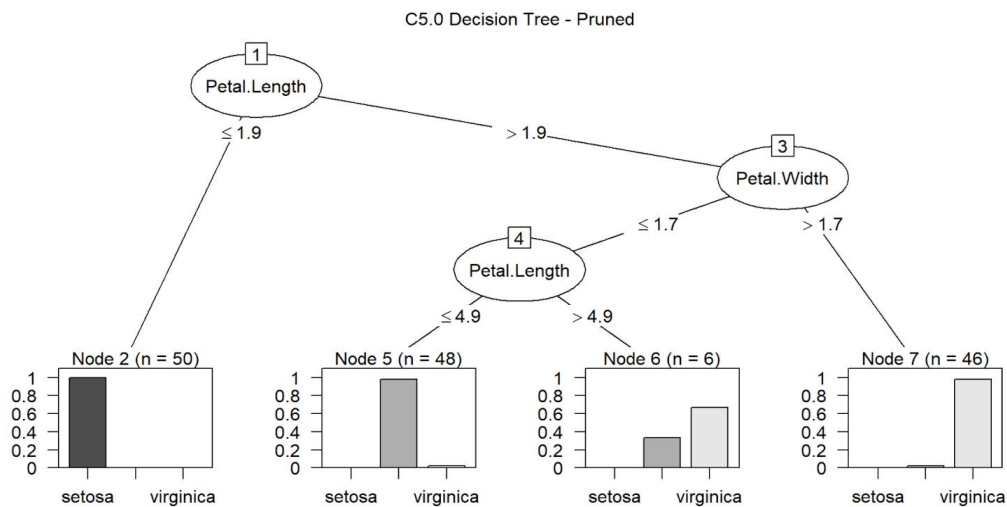 C5.0 Decision Tree - Pruned
1
Petal.Length
≤ 1.9
> 1.9
3
Petal.Width
≤ 1.7
> 1.7
4
Petal.Length
≤ 4.9
> 4.9
Node 2 (n = 50)
1
0.8
0.6
0.4
0.2
0
setosa
virginica
Node 5 (n = 48)
1
0.8
0.6
0.4
0.2
0
setosa
virginica
Node 6 (n = 6)
1
0.8
0.6
0.4
0.2
0
setosa
virginica
Node 7 (n = 46)
1
0.8
0.6
0.4
0.2
0
setosa
virginica